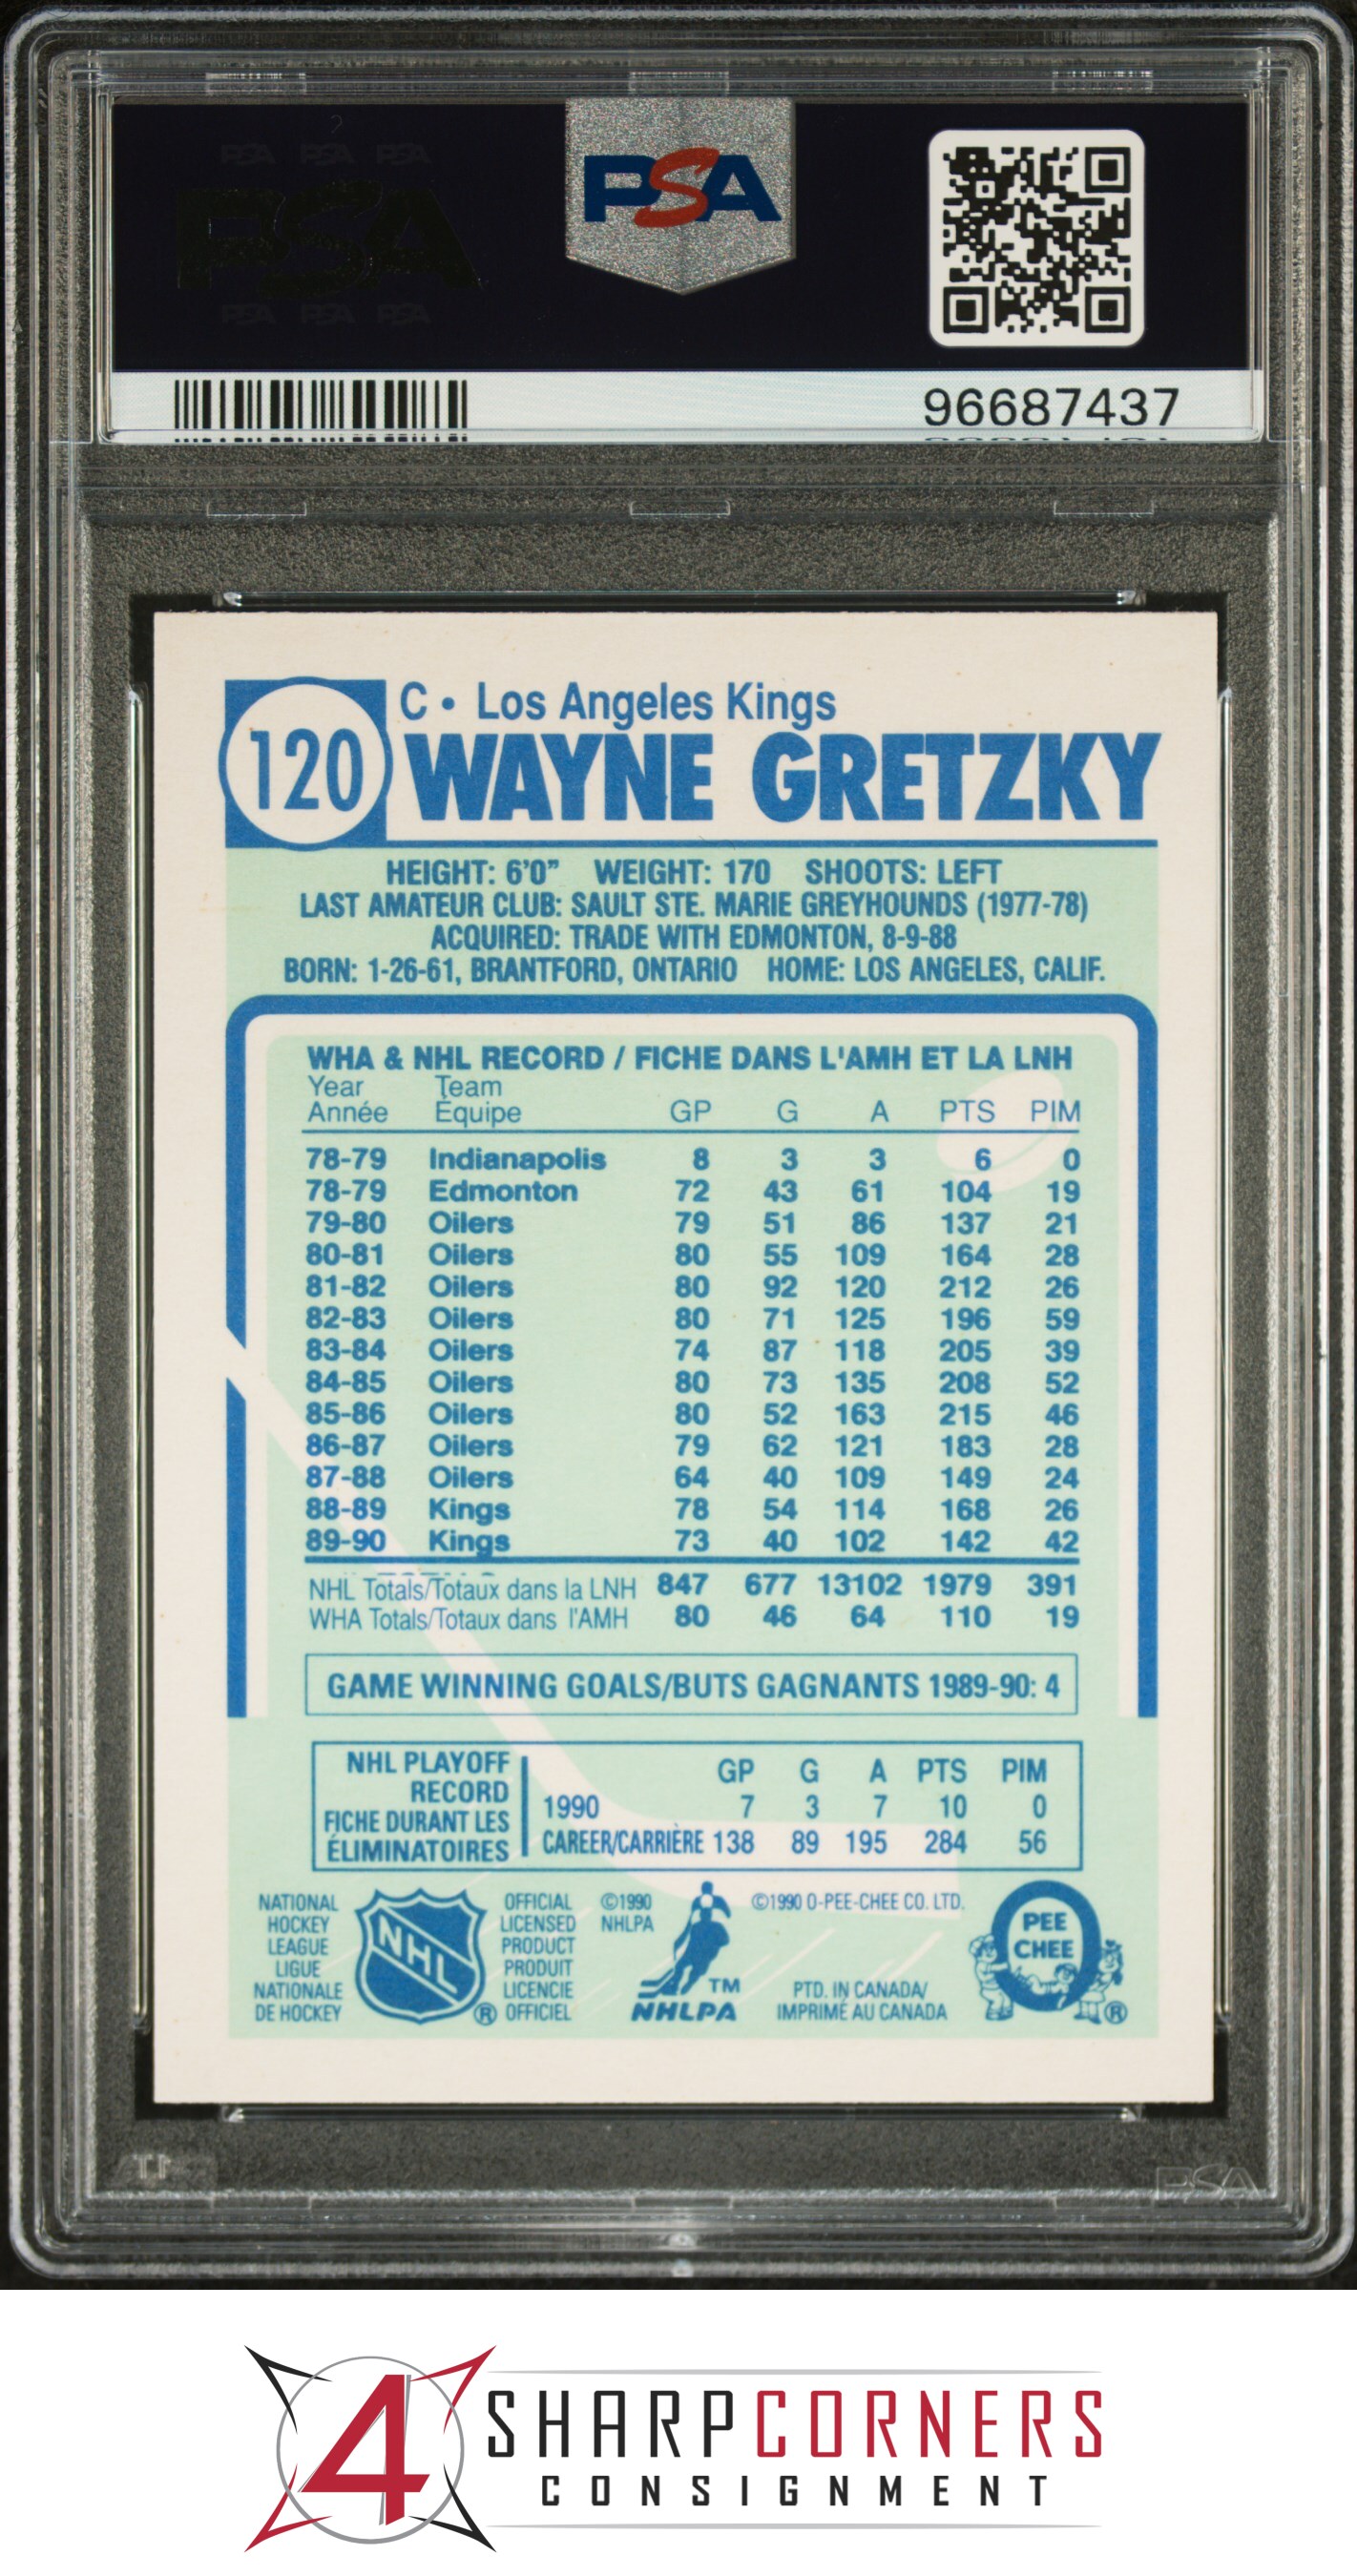 PSA PSA PSA
PSA
PSA PSA PSA
PSA
96687437
120
C • Los Angeles Kings
WAYNE GRETZKY
HEIGHT: 6'0" WEIGHT: 170 SHOOTS: LEFT
LAST AMATEUR CLUB: SAULT STE. MARIE GREYHOUNDS (1977-78)
ACQUIRED: TRADE WITH EDMONTON, 8-9-88
BORN: 1-26-61, BRANTFORD, ONTARIO HOME: LOS ANGELES, CALIF.
WHA & NHL RECORD / FICHE DANS L'AMH ET LA LNH
Year Team
Année Équipe GP G A PTS PIM
78-79 Indianapolis 8 3 3 6 0
78-79 Edmonton 72 43 61 104 19
79-80 Oilers 79 51 86 137 21
80-81 Oilers 80 55 109 164 28
81-82 Oilers 80 92 120 212 26
82-83 Oilers 80 71 125 196 59
83-84 Oilers 74 87 118 205 39
84-85 Oilers 80 73 135 208 52
85-86 Oilers 80 52 163 215 46
86-87 Oilers 79 62 121 183 28
87-88 Oilers 64 40 109 149 24
88-89 Kings 78 54 114 168 26
89-90 Kings 73 40 102 142 42
NHL Totals/Totaux dans la LNH 847 677 13102 1979 391
WHA Totals/Totaux dans l'AMH 80 46 64 110 19
GAME WINNING GOALS/BUTS GAGNANTS 1989-90: 4
NHL PLAYOFF
RECORD
FICHE DURANT LES
ÉLIMINATOIRES
GP G A PTS PIM
1990 7 3 7 10 0
CAREER/CARRIÈRE 138 89 195 284 56
NATIONAL
HOCKEY
LEAGUE
LIGUE
NATIONALE
DE HOCKEY
NHL
®
OFFICIAL
LICENSED
PRODUCT
PRODUIT
LICENCIE
OFFICIEL
©1990
NHLPA
TM
NHLPA
©1990 O-PEE-CHEE CO. LTD.
PTD. IN CANADA/
IMPRIMÉ AU CANADA
O
PEE
CHEE
®
PSA
4
SHARPCORNERS
CONSIGNMENT